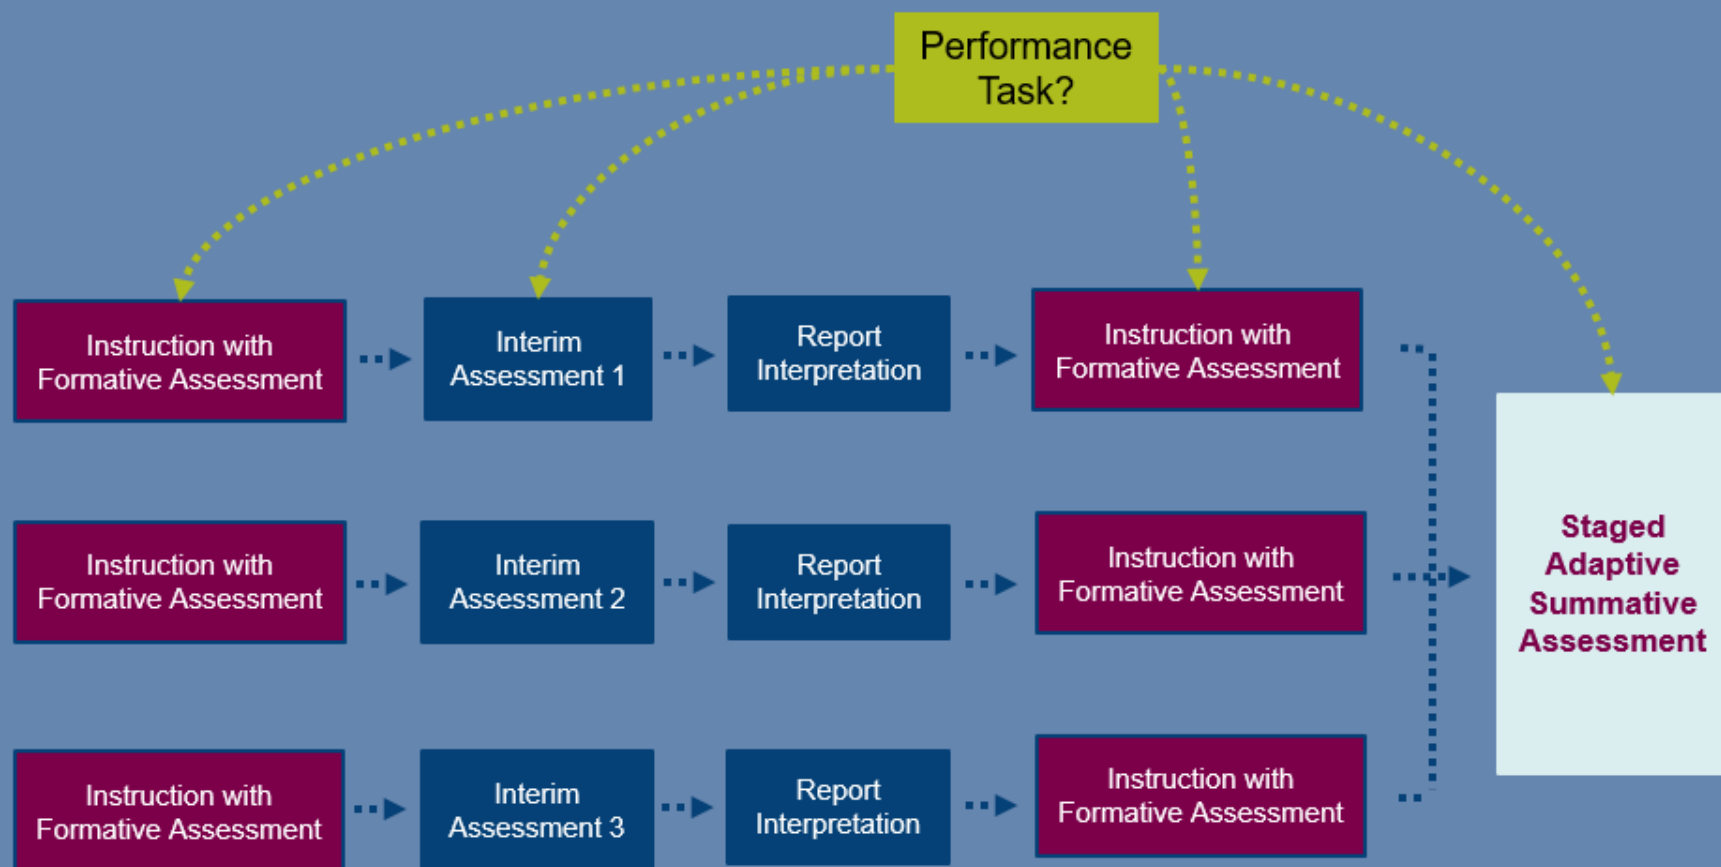 Performance
Task?
Instruction with
Formative Assessment
Interim
Assessment 1
Report
Interpretation
Instruction with
Formative Assessment
Instruction with
Formative Assessment
Interim
Assessment 2
Report
Interpretation
Instruction with
Formative Assessment
Staged
Adaptive
Summative
Assessment
Instruction with
Formative Assessment
Interim
Assessment 3
Report
Interpretation
Instruction with
Formative Assessment